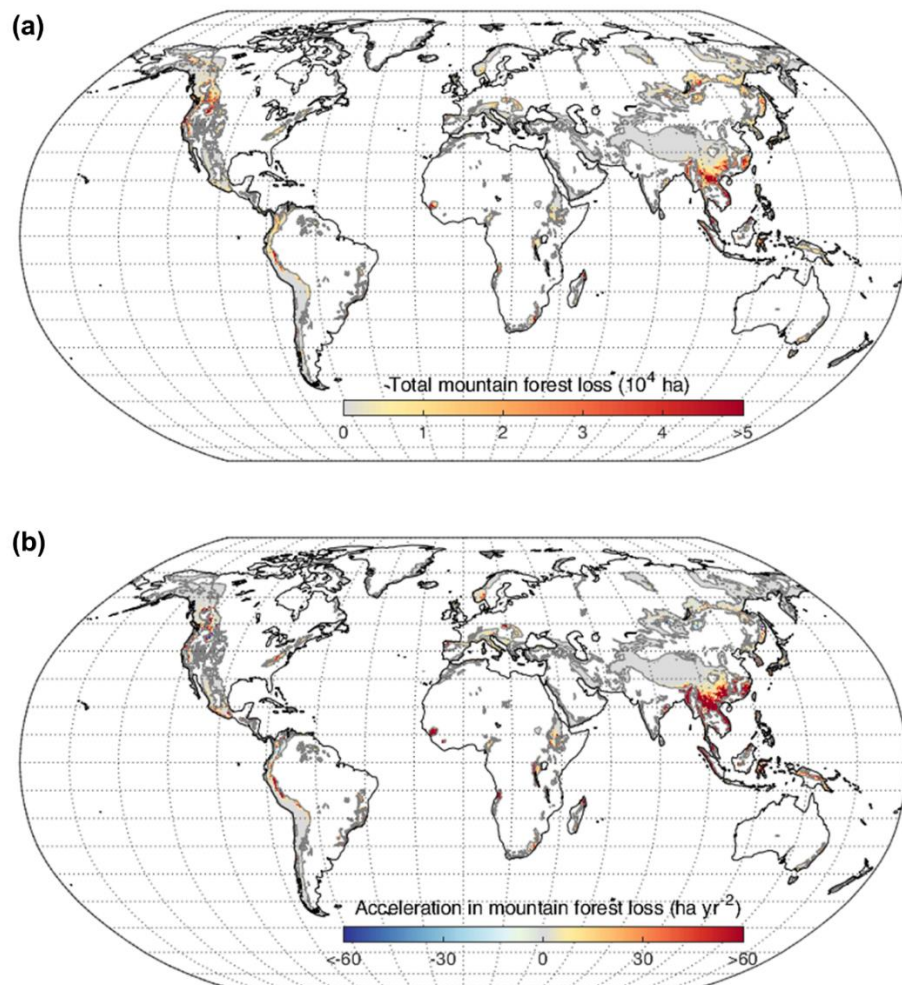 (a)
Total mountain forest loss (10⁴ ha)
0 1 2 3 4 >5
(b)
Acceleration in mountain forest loss (ha yr⁻²)
<-60 -30 0 30 >60